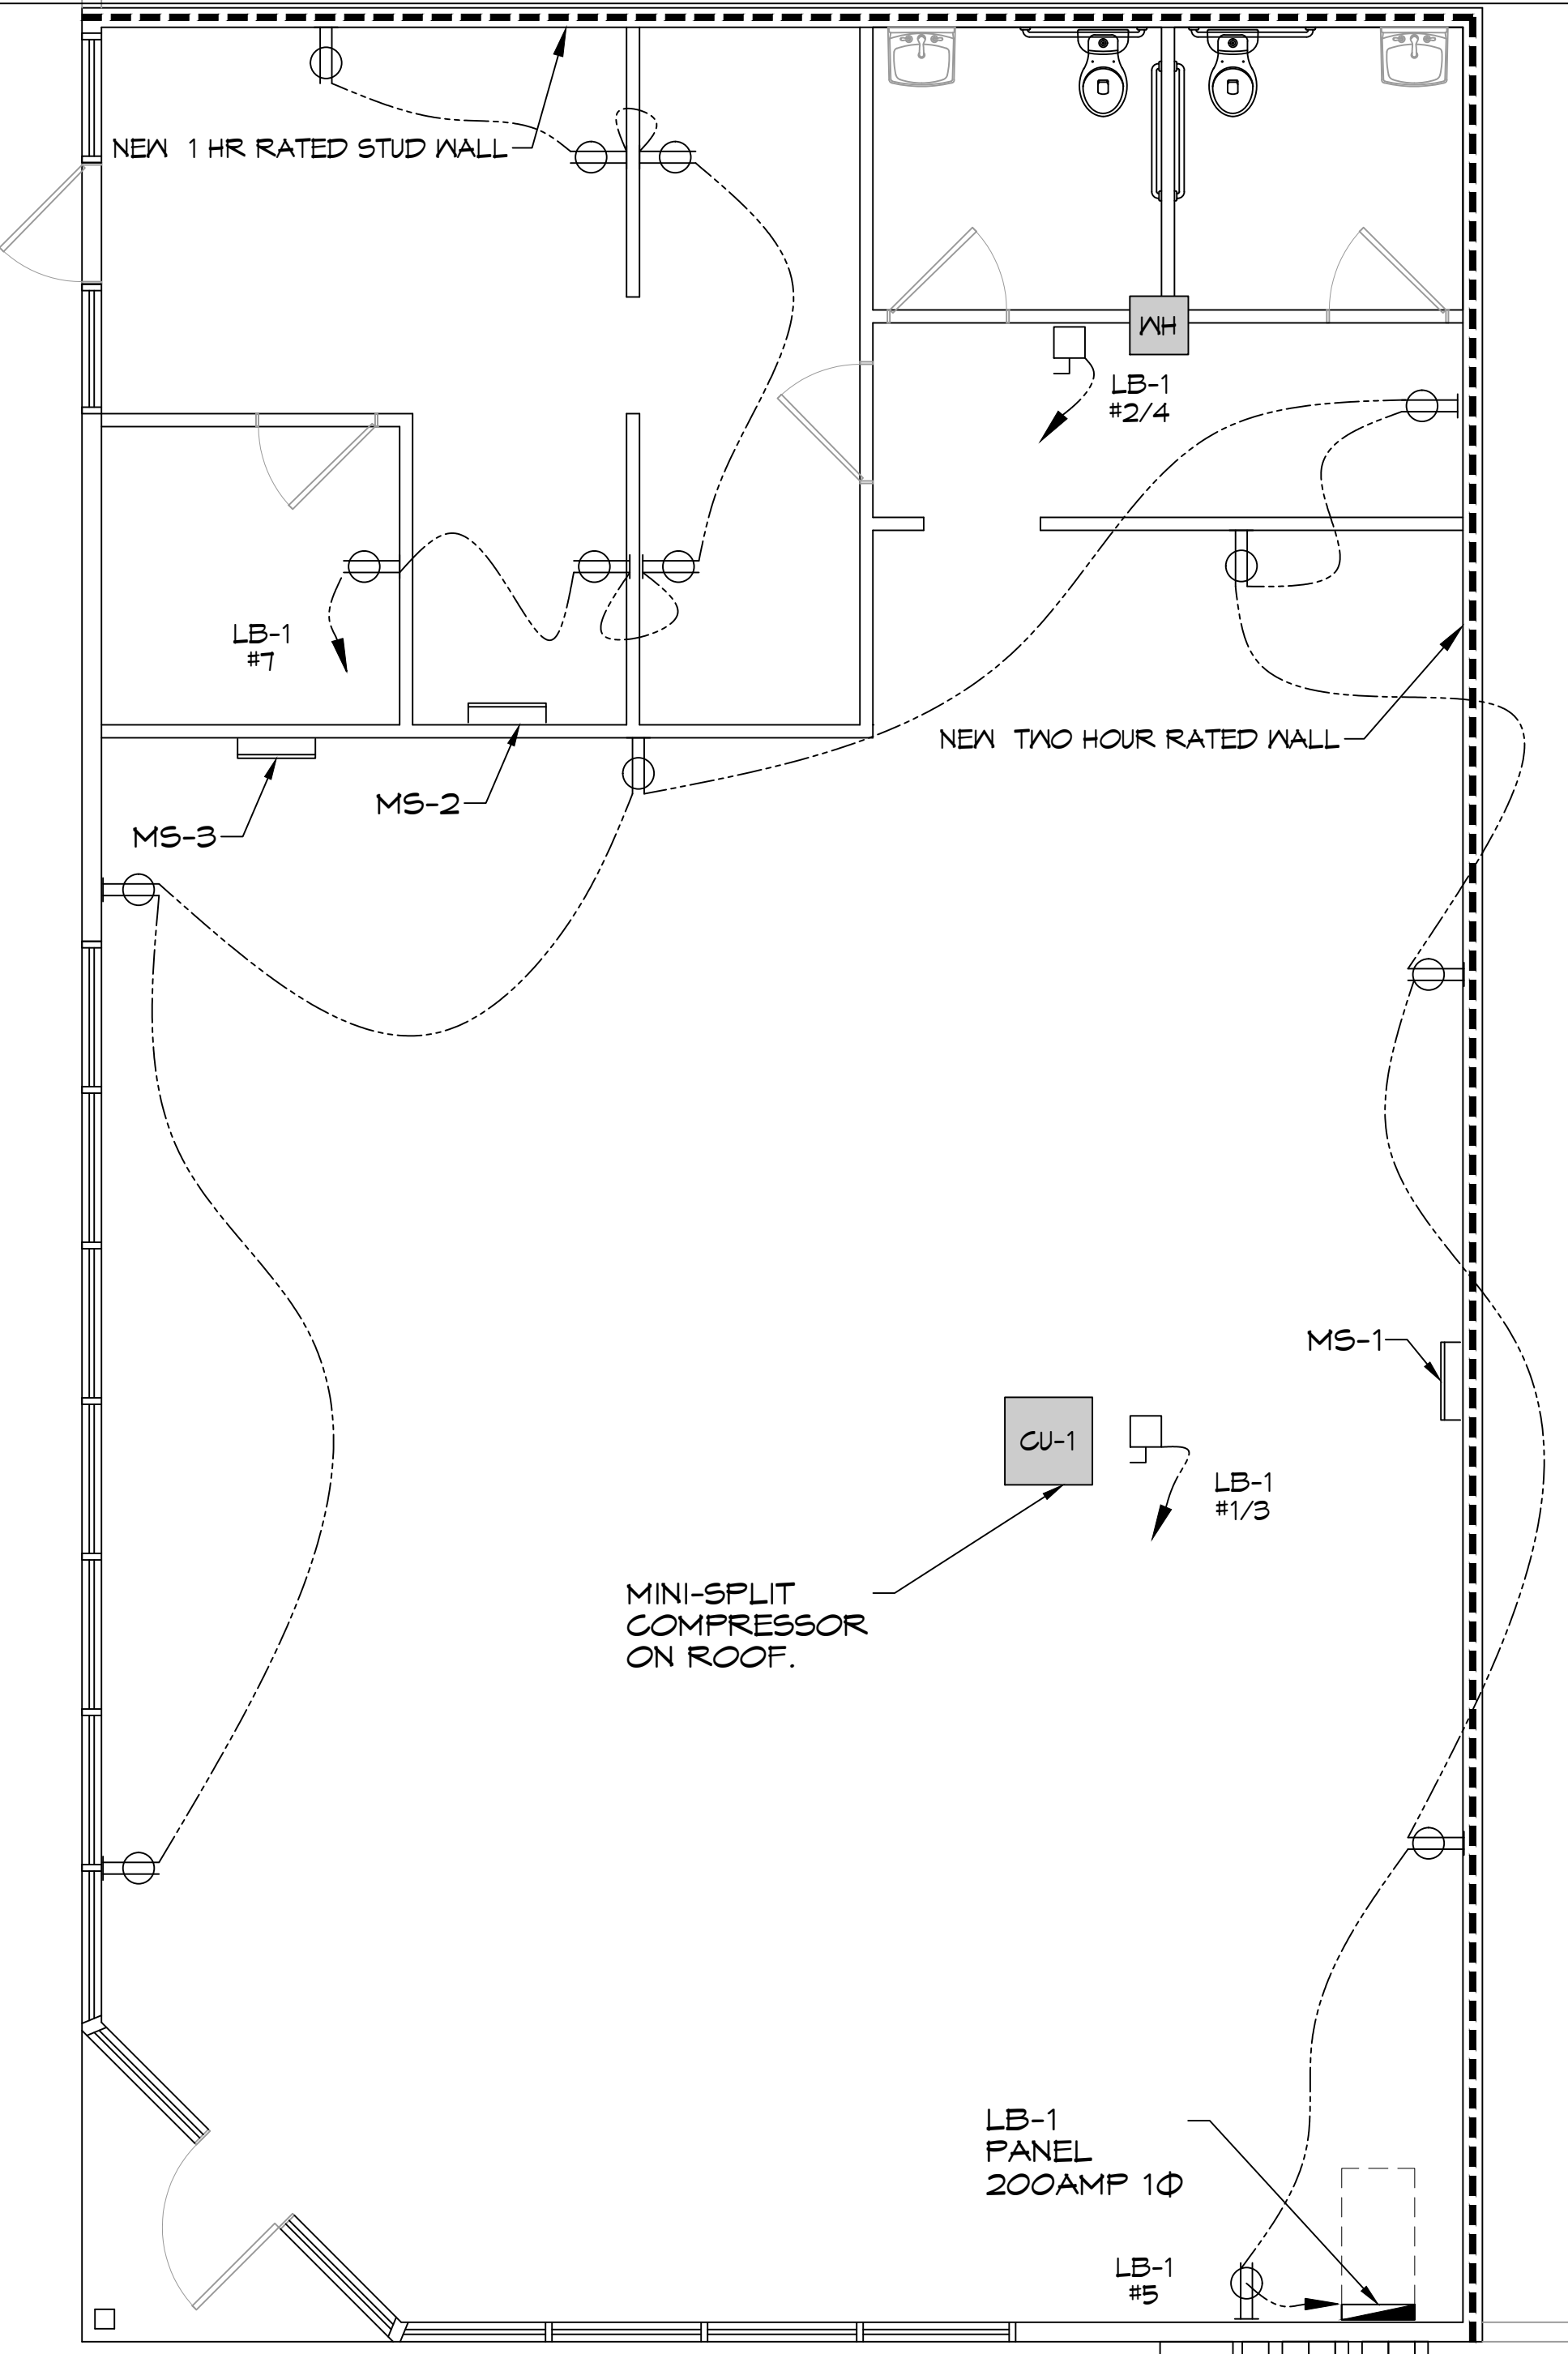 NEW 1 HR RATED STUD WALL
WH
LB-1
#2/4
LB-1
#7
NEW TWO HOUR RATED WALL
MS-2
MS-3
MS-1
CU-1
LB-1
#1/3
MINI-SPLIT
COMPRESSOR
ON ROOF.
LB-1
PANEL
200AMP 1Φ
LB-1
#5